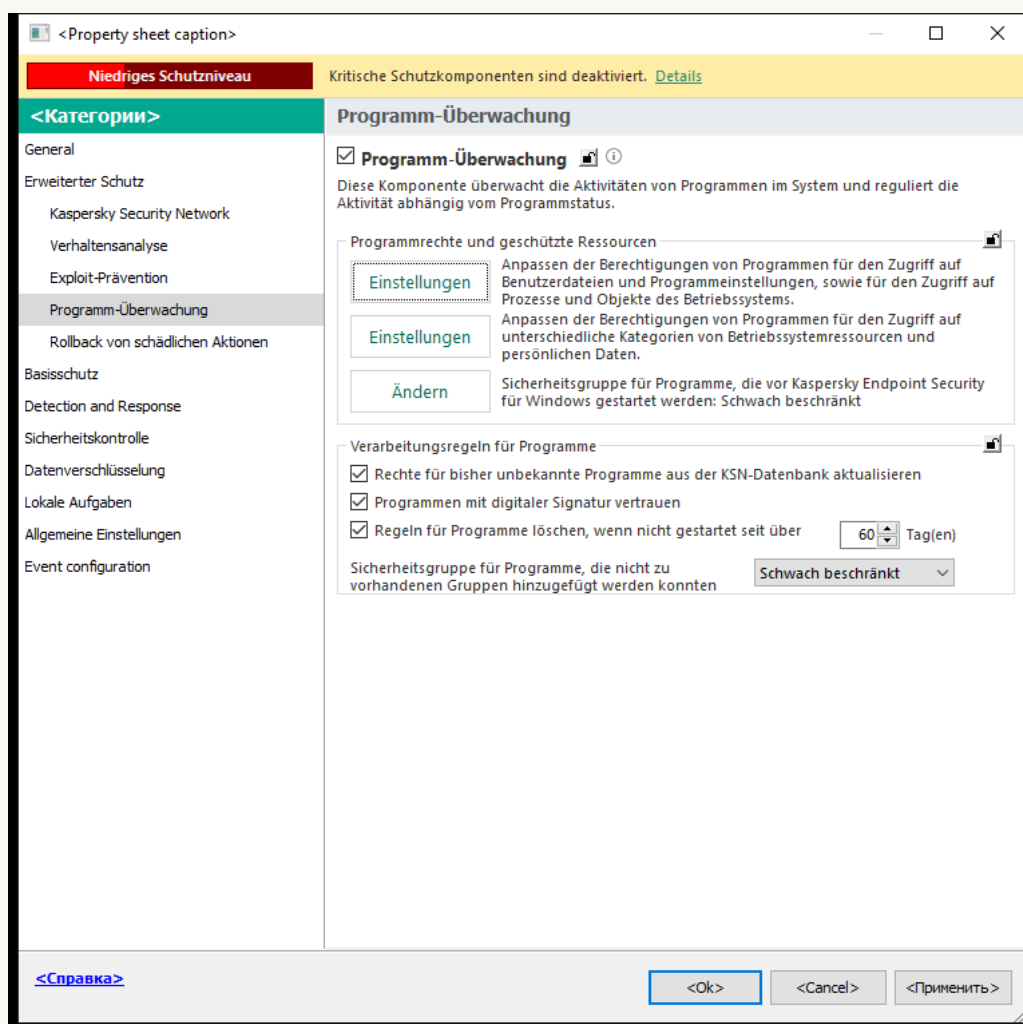 <Property sheet caption>
Niedriges Schutzniveau
Kritische Schutzkomponenten sind deaktiviert. Details
<Категории>
General
Erweiterter Schutz
Kaspersky Security Network
Verhaltensanalyse
Exploit-Prävention
Programm-Überwachung
Rollback von schädlichen Aktionen
Basisschutz
Detection and Response
Sicherheitskontrolle
Datenverschlüsselung
Lokale Aufgaben
Allgemeine Einstellungen
Event configuration
Programm-Überwachung
Programm-Überwachung
Diese Komponente überwacht die Aktivitäten von Programmen im System und reguliert die
Aktivität abhängig vom Programmstatus.
Programmrechte und geschützte Ressourcen
Einstellungen
Anpassen der Berechtigungen von Programmen für den Zugriff auf
Benutzerdateien und Programmeinstellungen, sowie für den Zugriff auf
Prozesse und Objekte des Betriebssystems.
Einstellungen
Anpassen der Berechtigungen von Programmen für den Zugriff auf
unterschiedliche Kategorien von Betriebssystemressourcen und
persönlichen Daten.
Ändern
Sicherheitsgruppe für Programme, die vor Kaspersky Endpoint Security
für Windows gestartet werden: Schwach beschränkt
Verarbeitungsregeln für Programme
Rechte für bisher unbekannte Programme aus der KSN-Datenbank aktualisieren
Programmen mit digitaler Signatur vertrauen
Regeln für Programme löschen, wenn nicht gestartet seit über 60 Tag(en)
Sicherheitsgruppe für Programme, die nicht zu
vorhandenen Gruppen hinzugefügt werden konnten
Schwach beschränkt
<Справка>
<Ok> <Cancel> <Применить>